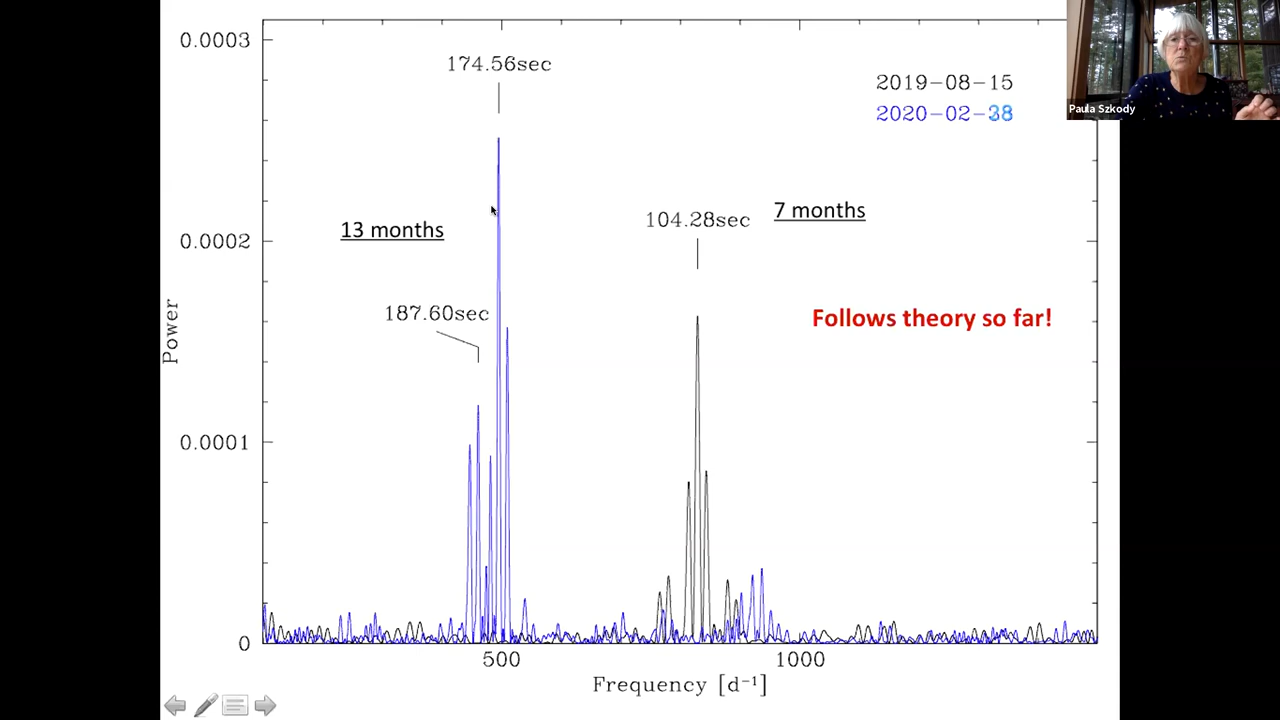 0.0003
174.56sec
2019-08-15
Paula Szkody
2020-02-28
104.28sec
7 months
13 months
0.0002
187.60sec
Follows theory so far!
Power
0.0001
0
500
1000
Frequency [d⁻¹]